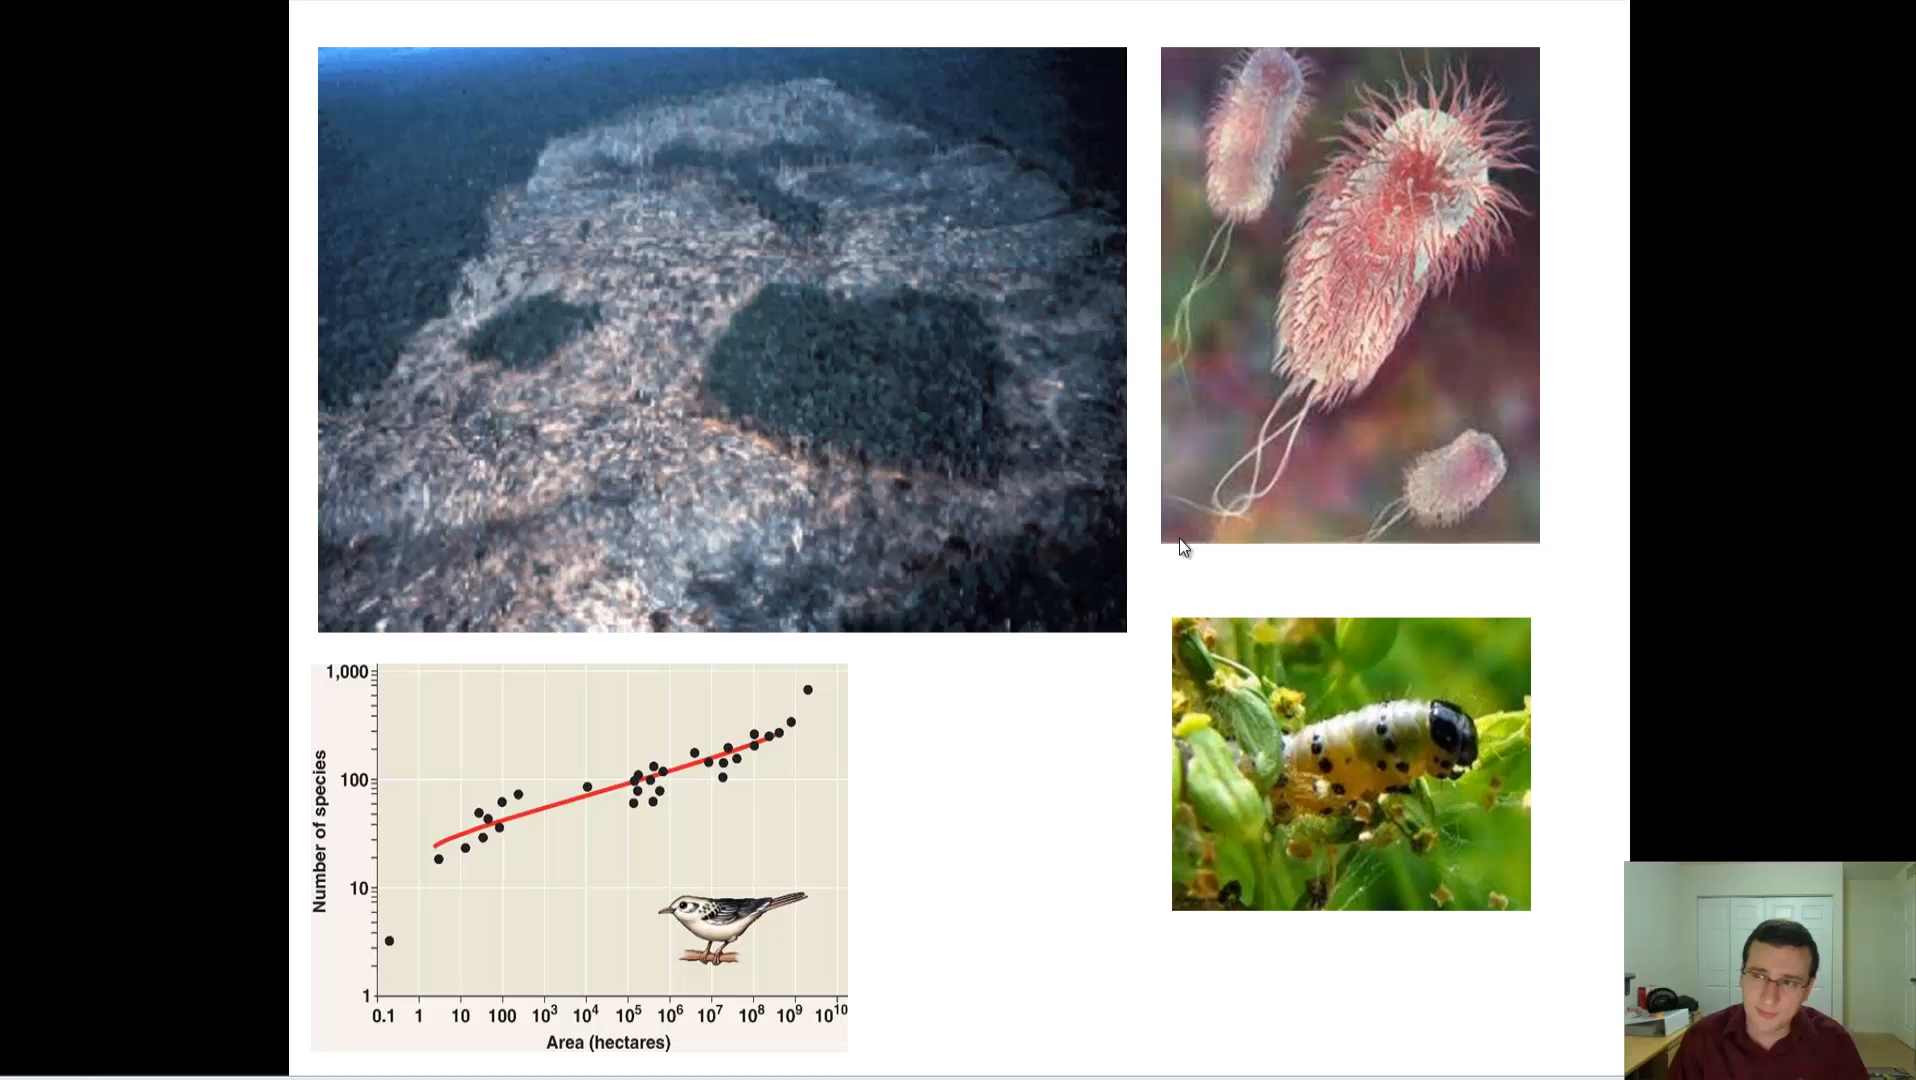 1,000
100
10
1
Number of species
0.1 1 10 100 10³ 10⁴ 10⁵ 10⁶ 10⁷ 10⁸ 10⁹ 10¹⁰
Area (hectares)